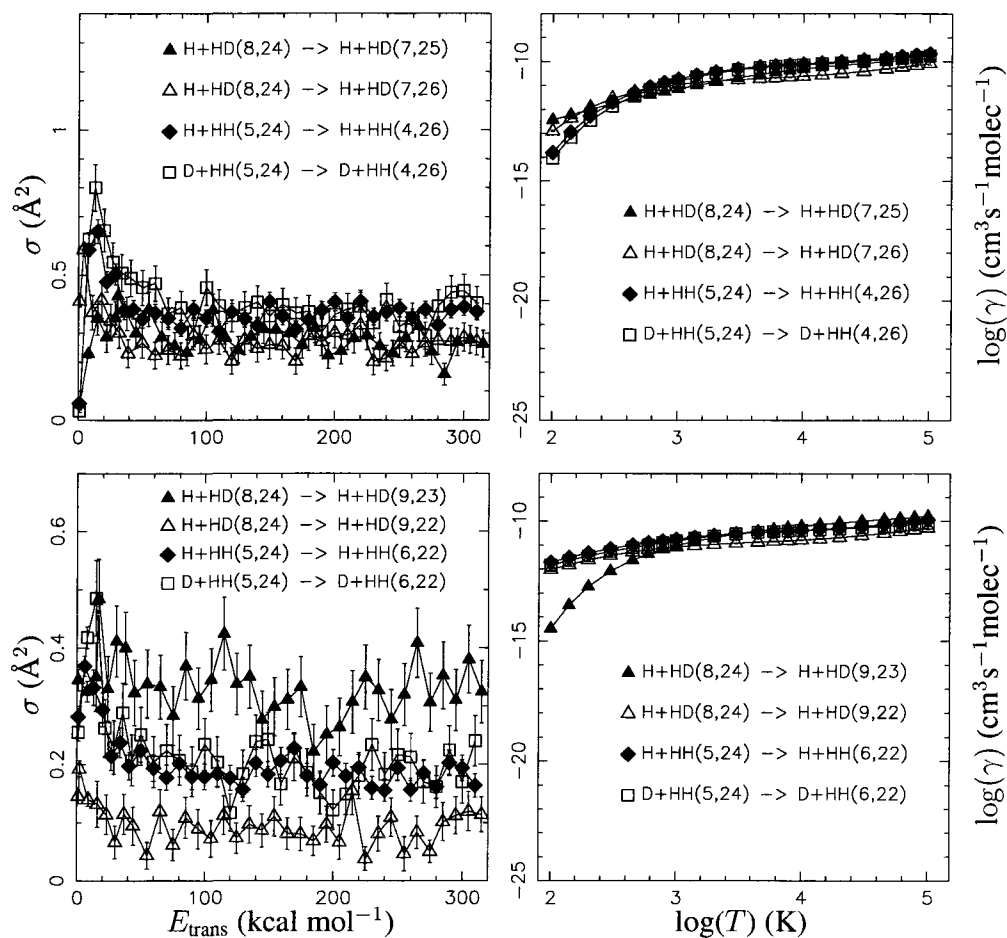 H+HD(8,24) -> H+HD(7,25)
H+HD(8,24) -> H+HD(7,26)
H+HH(5,24) -> H+HH(4,26)
D+HH(5,24) -> D+HH(4,26)
1
0.5
0
σ (Å²)
0
100
200
300
-10
-15
-20
-25
H+HD(8,24) -> H+HD(7,25)
H+HD(8,24) -> H+HD(7,26)
H+HH(5,24) -> H+HH(4,26)
D+HH(5,24) -> D+HH(4,26)
2
3
4
5
log(γ) (cm³s⁻¹molec⁻¹)
H+HD(8,24) -> H+HD(9,23)
H+HD(8,24) -> H+HD(9,22)
H+HH(5,24) -> H+HH(6,22)
D+HH(5,24) -> D+HH(6,22)
0.6
0.4
0.2
0
σ (Å²)
0
100
200
300
E_trans (kcal mol⁻¹)
-10
-15
-20
-25
H+HD(8,24) -> H+HD(9,23)
H+HD(8,24) -> H+HD(9,22)
H+HH(5,24) -> H+HH(6,22)
D+HH(5,24) -> D+HH(6,22)
2
3
4
5
log(T) (K)
log(γ) (cm³s⁻¹molec⁻¹)